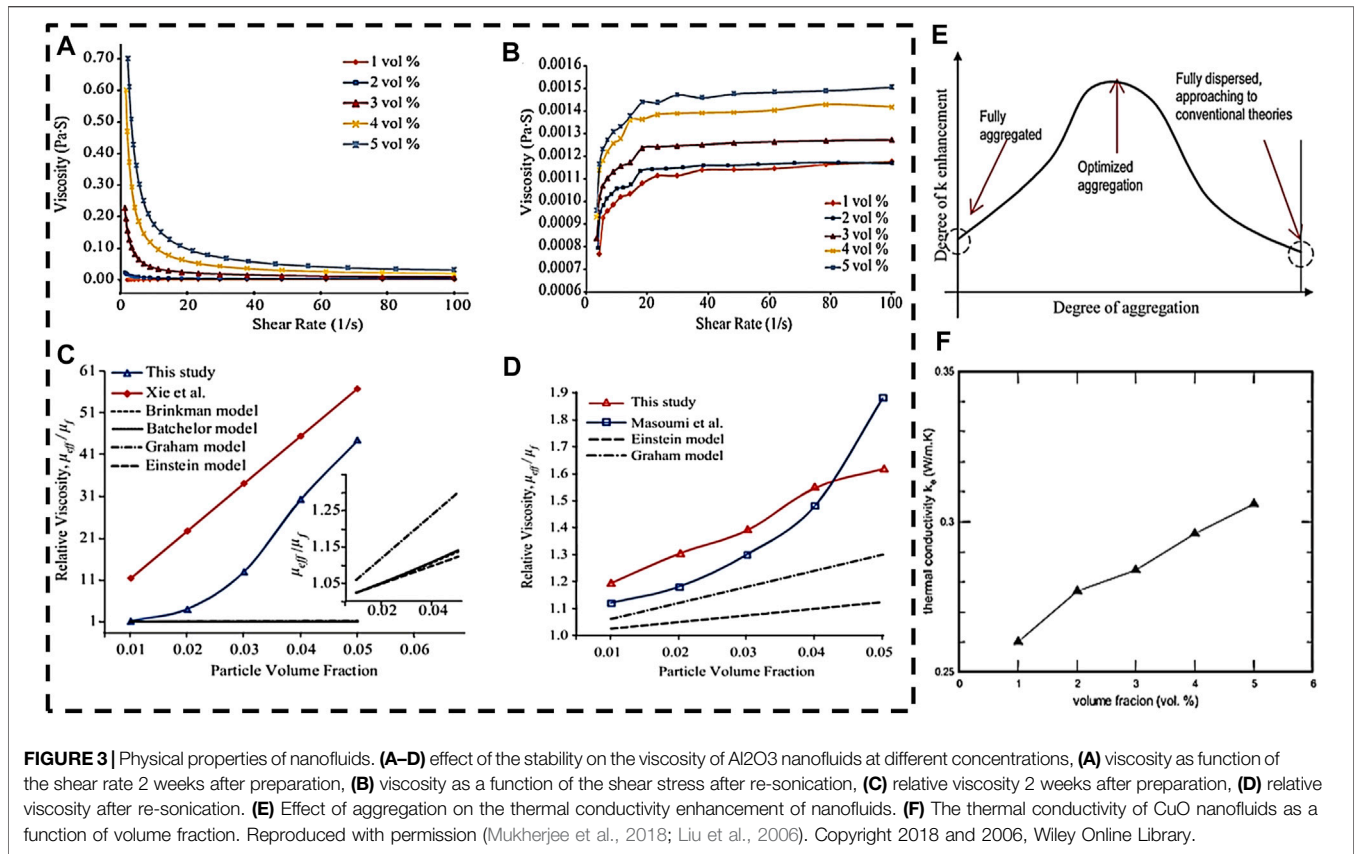 A
0.70
0.60
0.50
0.40
0.30
0.20
0.10
0.00
Viscosity (Pa·S)
1 vol %
2 vol %
3 vol %
4 vol %
5 vol %
0 20 40 60 80 100
Shear Rate (1/s)
B
0.0015
0.0014
0.0013
0.0012
0.0011
0.0010
0.0009
0.0008
0.0007
0.0006
Viscosity (Pa·S)
1 vol %
2 vol %
3 vol %
4 vol %
5 vol %
0 20 40 60 80 100
Shear Rate (1/s)
E
Degree of k enhancement
Fully
aggregated
Optimized
aggregation
Fully dispersed,
approaching to
conventional theories
Degree of aggregation
C
61
51
41
31
21
11
1
Relative Viscosity, μeff/μf
This study
Xie et al.
Brinkman model
Batchelor model
Graham model
Einstein model
1.25
1.15
1.05
μeff/μf
0.02 0.04
0.01 0.02 0.03 0.04 0.05 0.06
Particle Volume Fraction
D
1.9
1.8
1.7
1.6
1.5
1.4
1.3
1.2
1.1
1.0
Relative Viscosity, μeff/μf
This study
Masoumi et al.
Einstein model
Graham model
0.01 0.02 0.03 0.04 0.05
Particle Volume Fraction
F
0.35
0.3
0.25
thermal conductivity ke (W/m.K)
0 1 2 3 4 5 6
volume fracion (vol. %)
FIGURE 3 | Physical properties of nanofluids. (A–D) effect of the stability on the viscosity of Al2O3 nanofluids at different concentrations, (A) viscosity as function of
the shear rate 2 weeks after preparation, (B) viscosity as a function of the shear stress after re-sonication, (C) relative viscosity 2 weeks after preparation, (D) relative
viscosity after re-sonication. (E) Effect of aggregation on the thermal conductivity enhancement of nanofluids. (F) The thermal conductivity of CuO nanofluids as a
function of volume fraction. Reproduced with permission (Mukherjee et al., 2018; Liu et al., 2006). Copyright 2018 and 2006, Wiley Online Library.